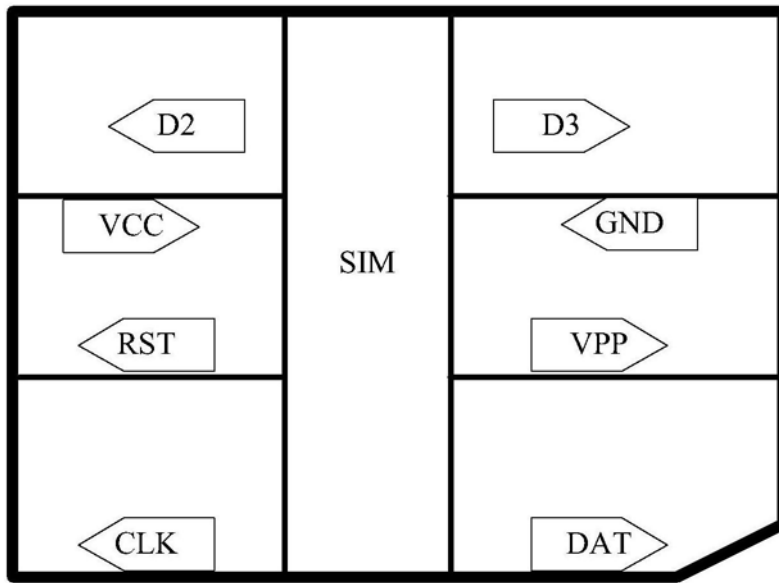 D2
D3
VCC
GND
SIM
RST
VPP
CLK
DAT